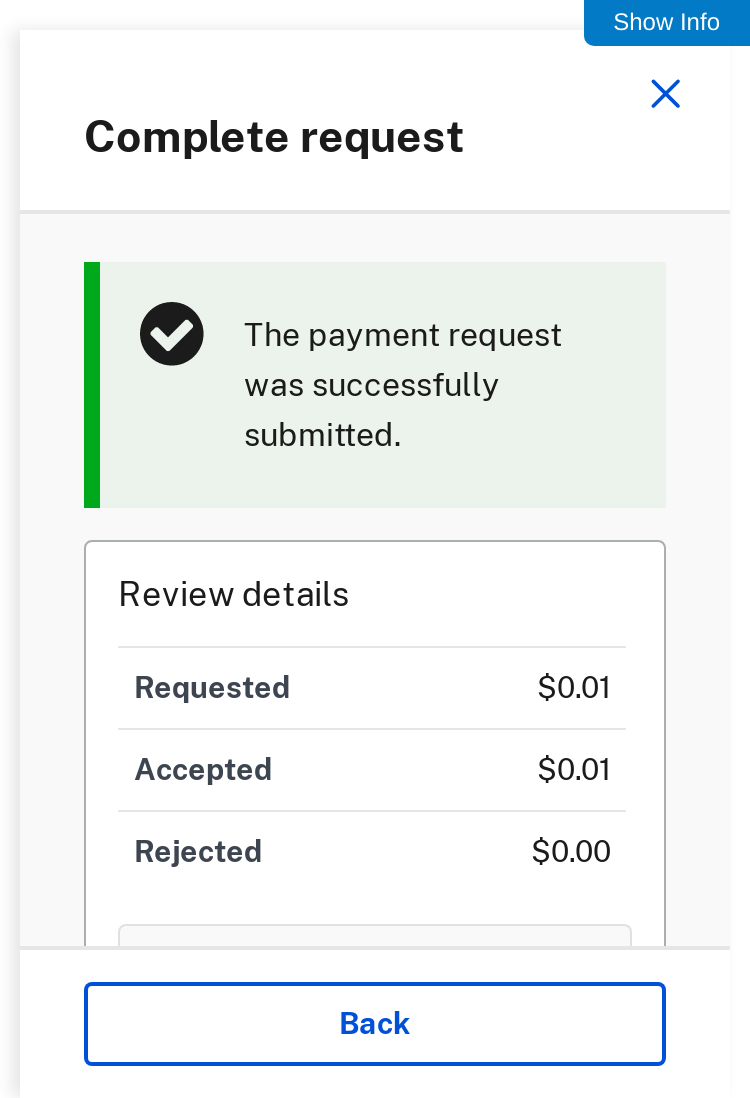 Show Info
Complete request
The payment request
was successfully
submitted.
Review details
Requested $0.01
Accepted $0.01
Rejected $0.00
Back